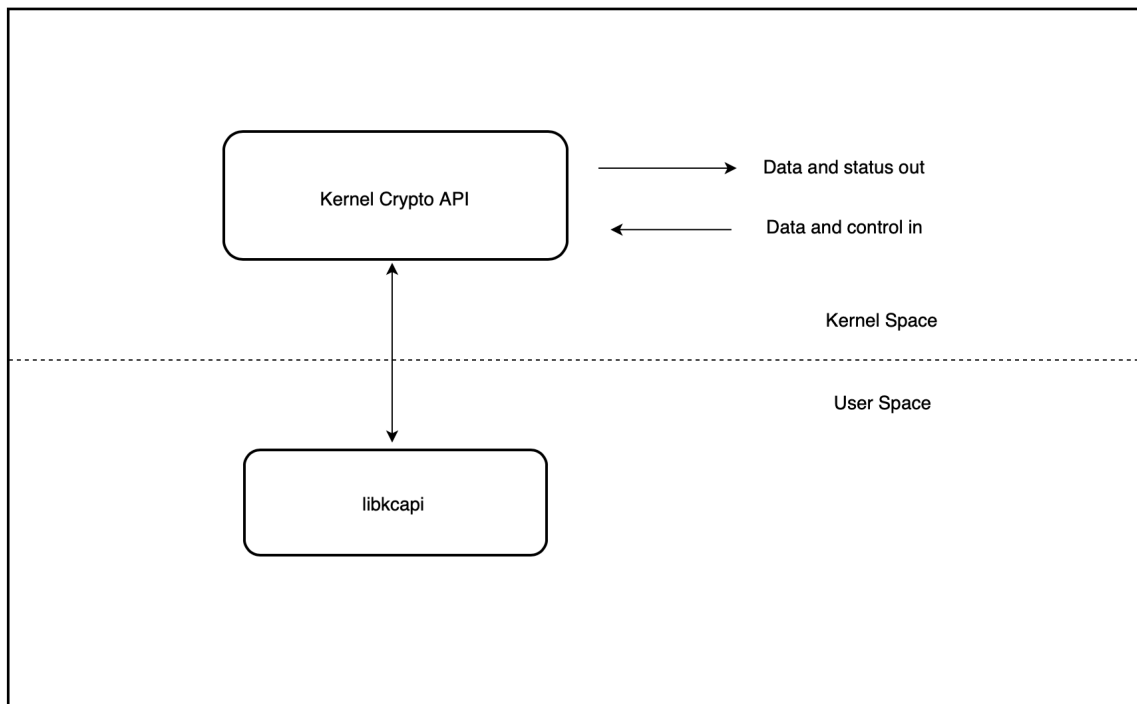 Kernel Crypto API
Data and status out
Data and control in
Kernel Space
User Space
libkcapi